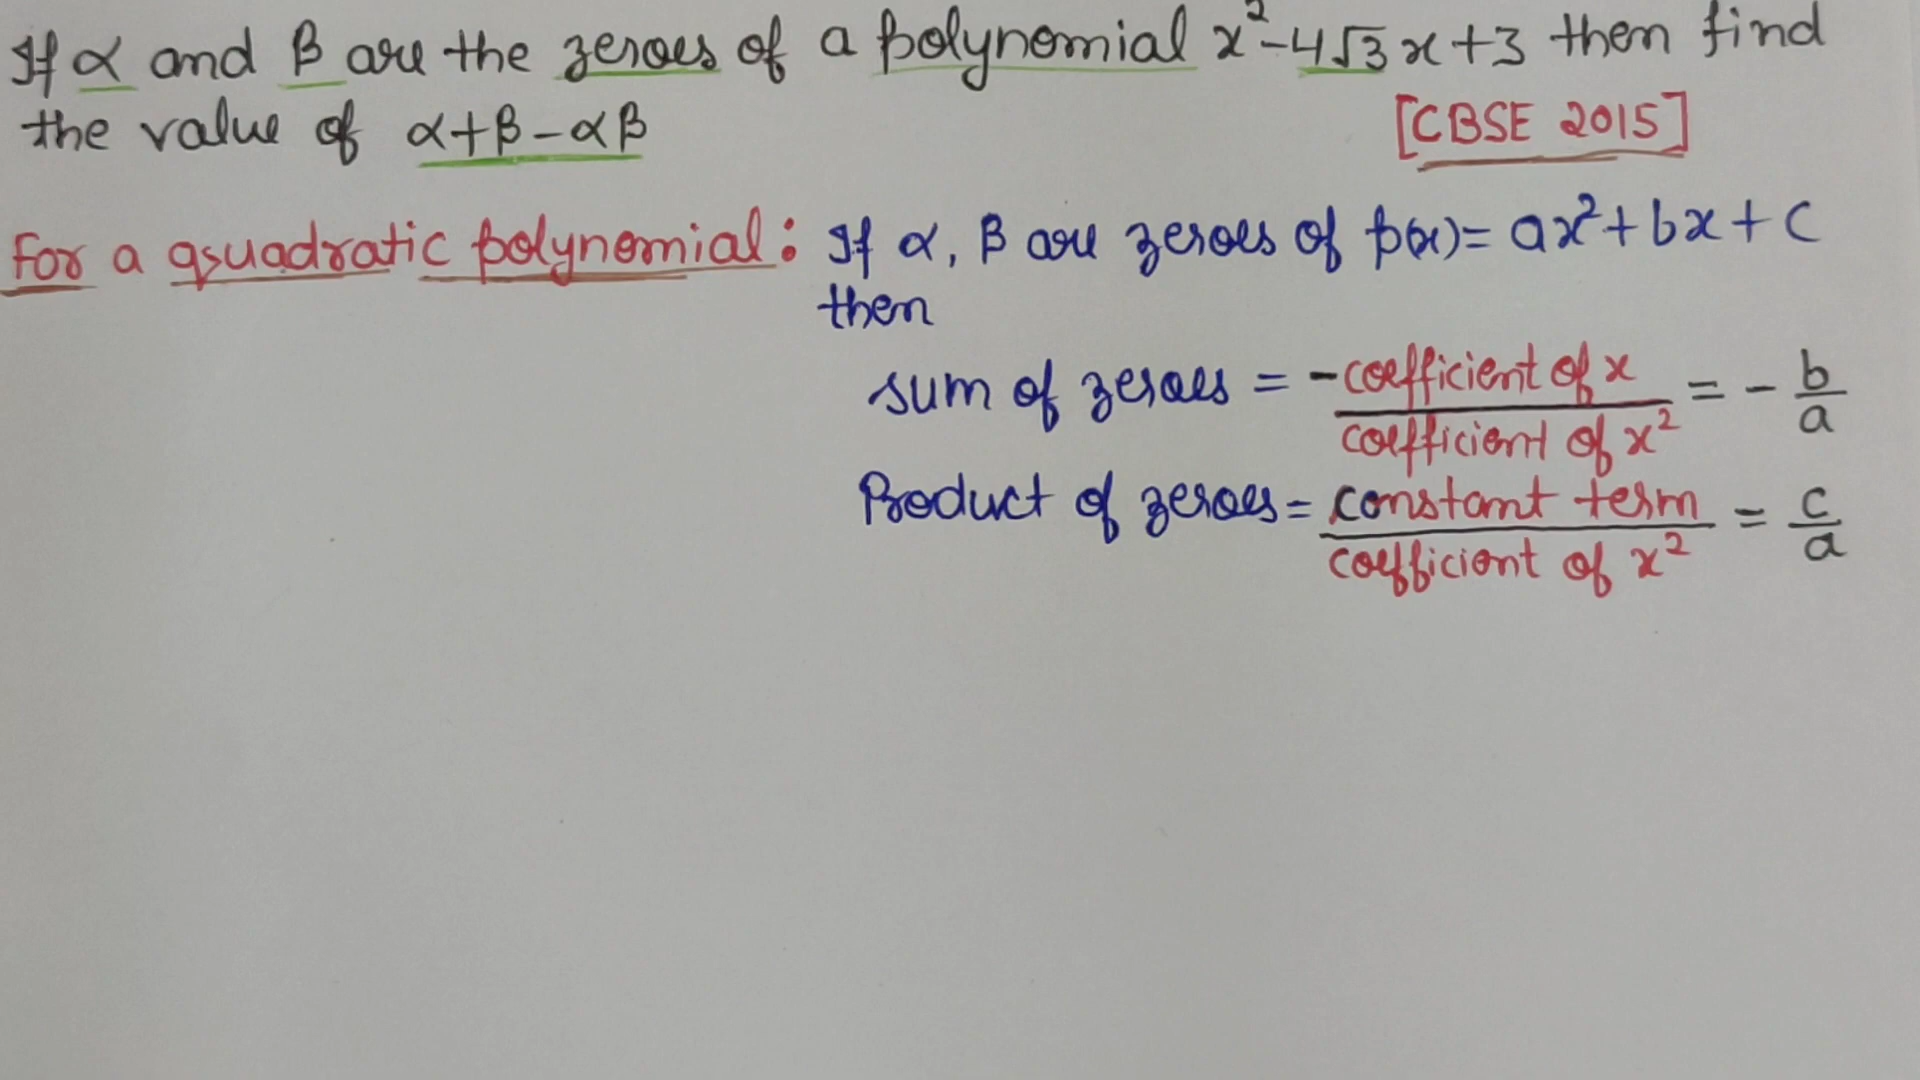 If α and β are the zeroes of a polynomial x²-4√3x+3 then find
the value of α+β-αβ [CBSE 2015]
For a qsuadratic polynomial: If α, β are zeroes of p(x)= ax²+bx+c
then
sum of zeroes = -coefficient of x / coefficient of x² = - b/a
Product of zeroes = constant term / coefficient of x² = c/a